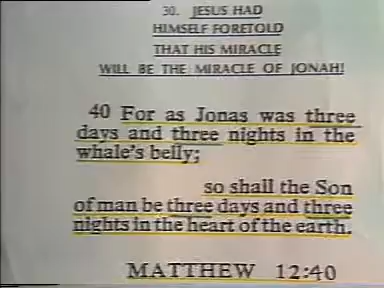 30. JESUS HAD
HIMSELF FORETOLD
THAT HIS MIRACLE
WILL BE THE MIRACLE OF JONAH!
40 For as Jonas was three
days and three nights in the
whale's belly;
so shall the Son
of man be three days and three
nights in the heart of the earth.
MATTHEW 12:40